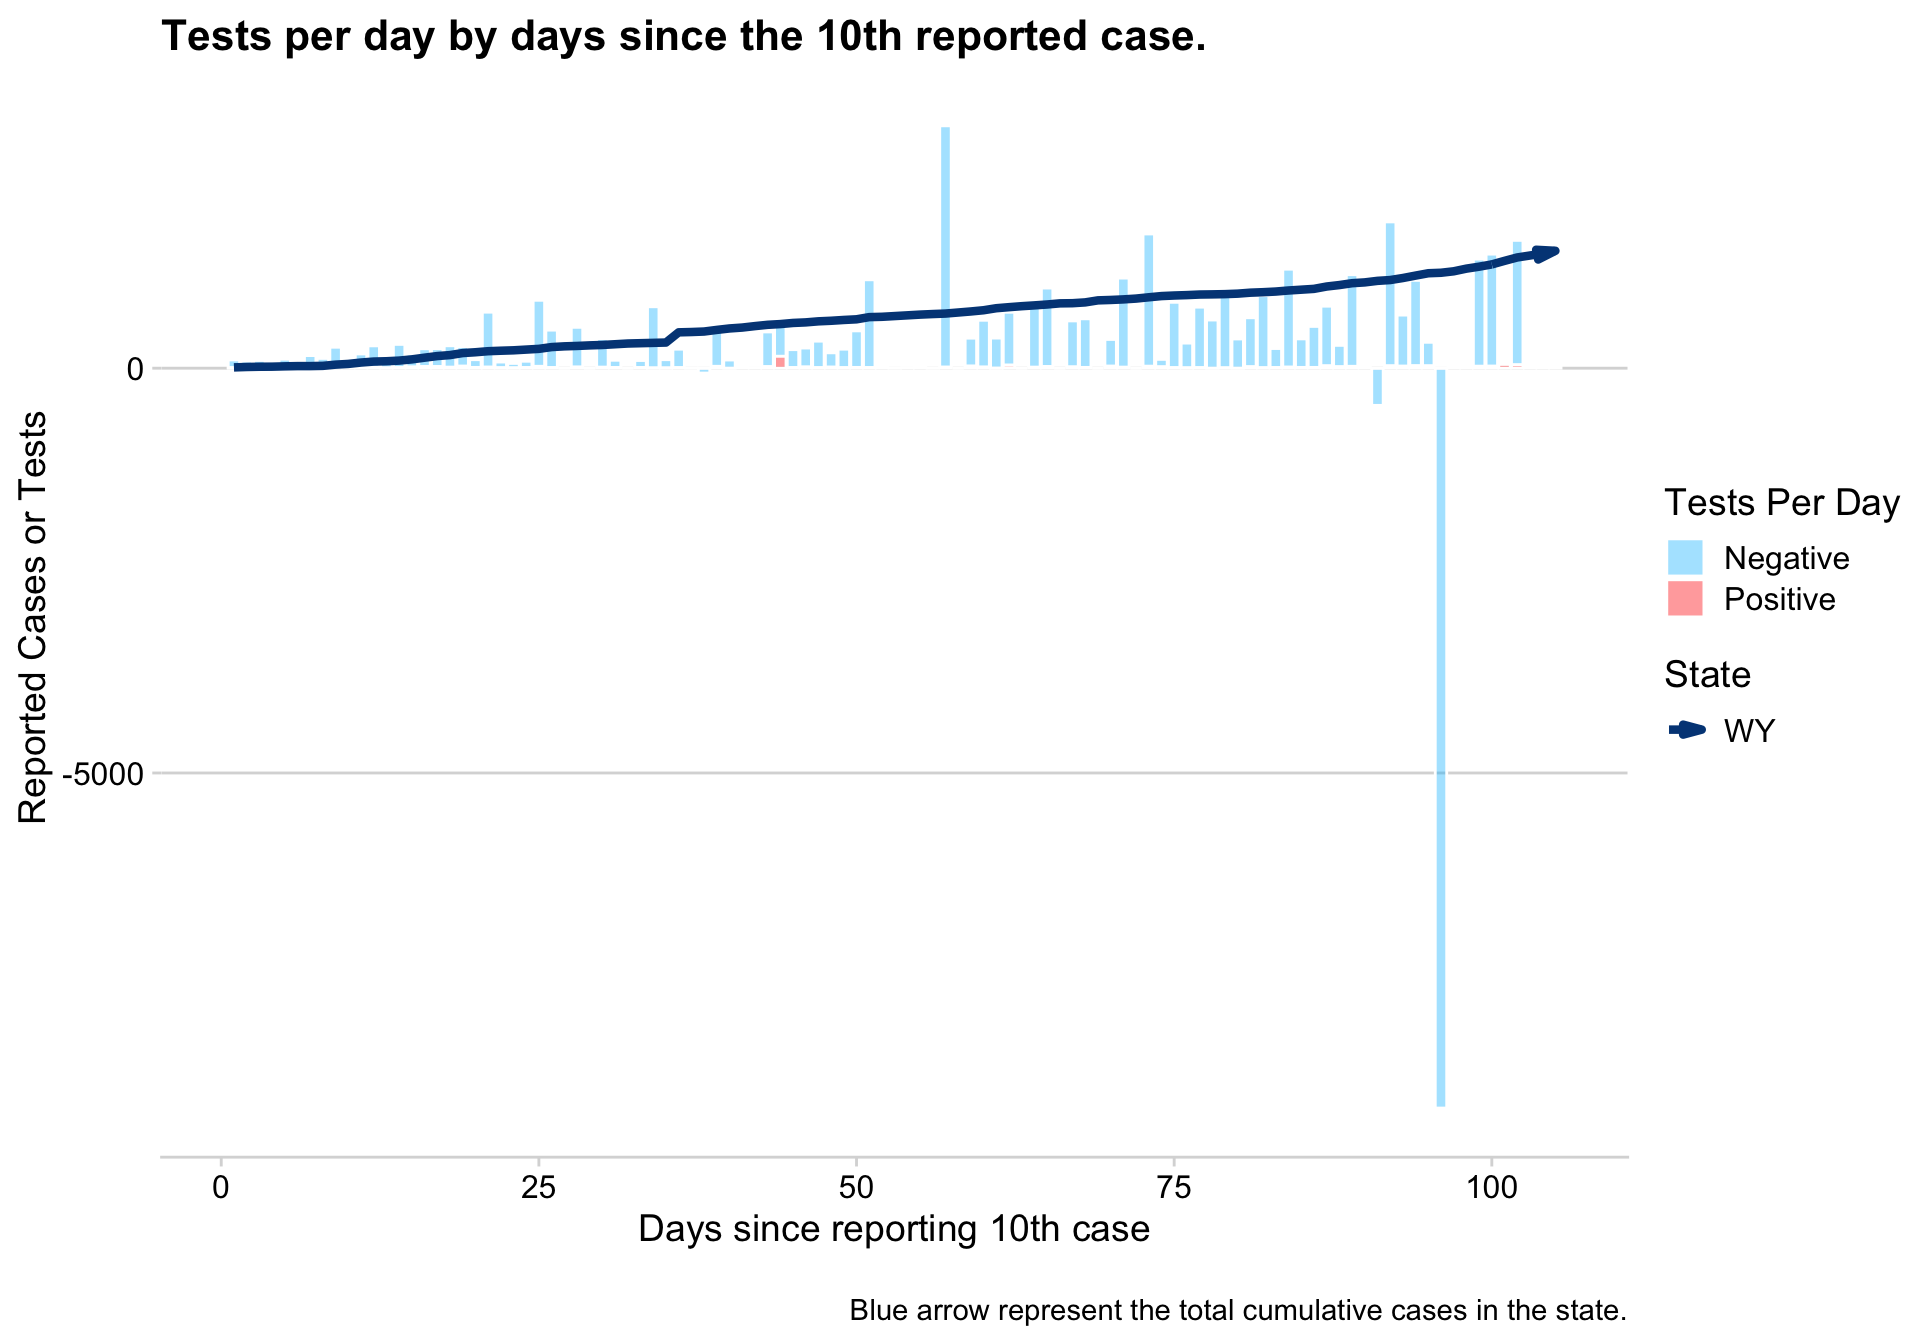 Tests per day by days since the 10th reported case.
Reported Cases or Tests
0
-5000
0 25 50 75 100
Days since reporting 10th case
Tests Per Day
Negative
Positive
State
WY
Blue arrow represent the total cumulative cases in the state.